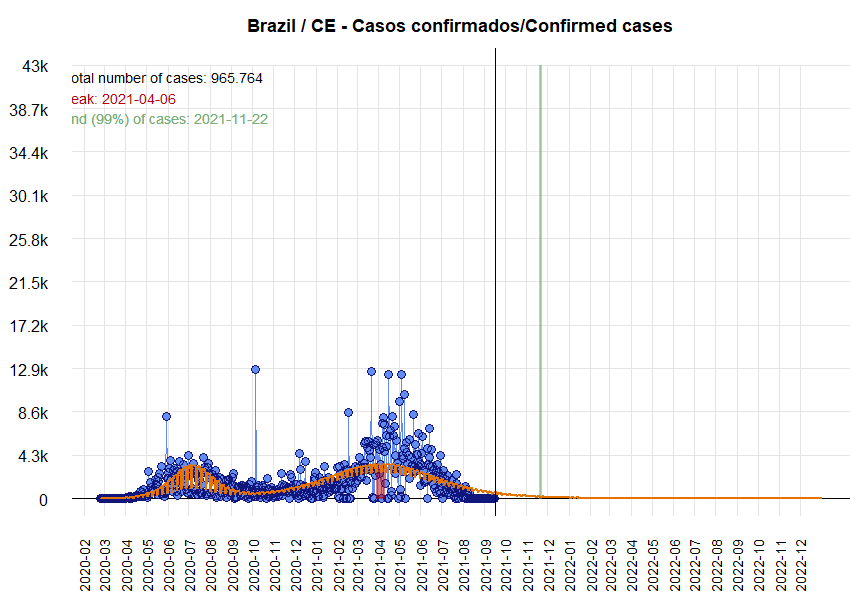 Brazil / CE - Casos confirmados/Confirmed cases
43k
otal number of cases: 965.764
eak: 2021-04-06
38.7k
nd (99%) of cases: 2021-11-22
34.4k
30.1k
25.8k
21.5k
17.2k
12.9k
8.6k
4.3k
0
2020-02
2020-03
2020-04
2020-05
2020-06
2020-07
2020-08
2020-09
2020-10
2020-11
2020-12
2021-01
2021-02
2021-03
2021-04
2021-05
2021-06
2021-07
2021-08
2021-09
2021-10
2021-11
2021-12
2022-01
2022-02
2022-03
2022-04
2022-05
2022-06
2022-07
2022-08
2022-09
2022-10
2022-11
2022-12